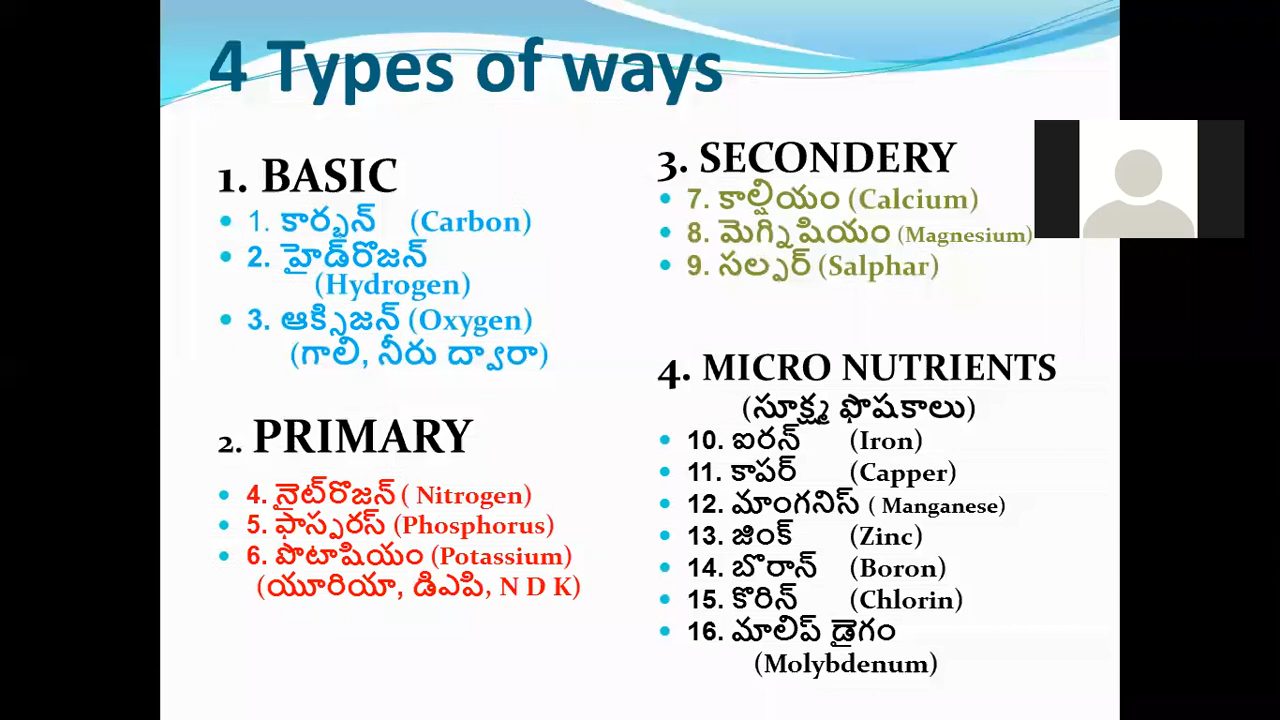 4 Types of ways
1. BASIC
1. కార్బన్ (Carbon)
2. హైడ్‌రొజన్
(Hydrogen)
3. ఆక్సిజన్ (Oxygen)
(గాలి, నీరు ద్వారా)
2. PRIMARY
4. నైట్‌రొజన్ ( Nitrogen)
5. ఫాస్పరస్ (Phosphorus)
6. పొటాషియం (Potassium)
(యూరియా, డిఎపి, N D K)
3. SECONDERY
7. కాల్షియం (Calcium)
8. మెగ్నిషియం (Magnesium)
9. సల్పర్ (Salphar)
4. MICRO NUTRIENTS
(సూక్ష్మ ఫొషకాలు)
10. ఐరన్ (Iron)
11. కాపర్ (Capper)
12. మాంగనిస్ ( Manganese)
13. జింక్ (Zinc)
14. బొరాన్ (Boron)
15. కొరిన్ (Chlorin)
16. మాలిప్ డైగం
(Molybdenum)